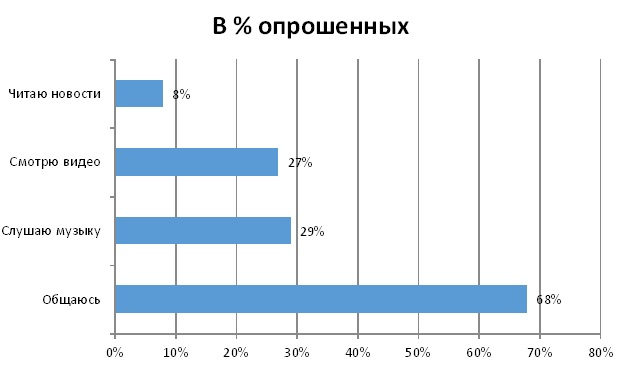 В % опрошенных
Читаю новости
8%
Смотрю видео
27%
Слушаю музыку
29%
Общаюсь
68%
0%
10%
20%
30%
40%
50%
60%
70%
80%